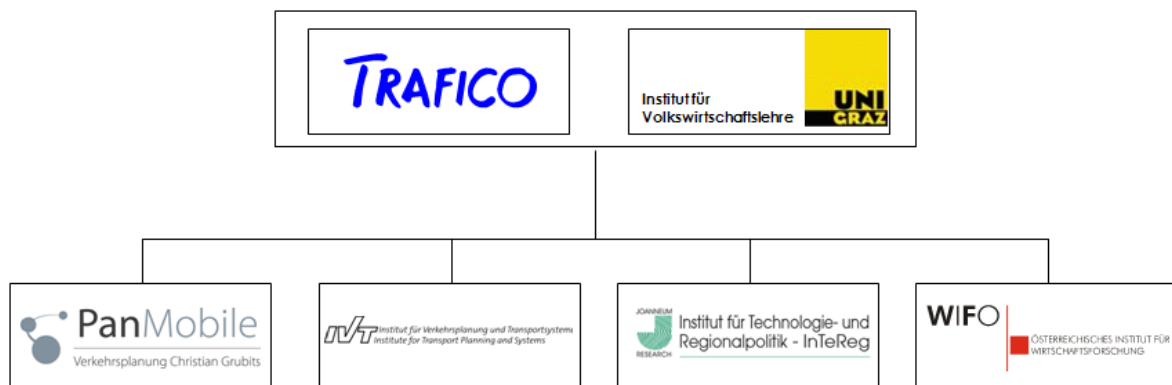 TRAFICO
Institut für
Volkswirtschaftslehre
UNI
GRAZ
PanMobile
Verkehrsplanung Christian Grubits
IVT
Institut für Verkehrsplanung und Transportsysteme
Institute for Transport Planning and Systems
JOANNEUM
J
RESEARCH
Institut für Technologie- und
Regionalpolitik - InTeReg
WIFO
ÖSTERREICHISCHES INSTITUT FÜR
WIRTSCHAFTSFORSCHUNG